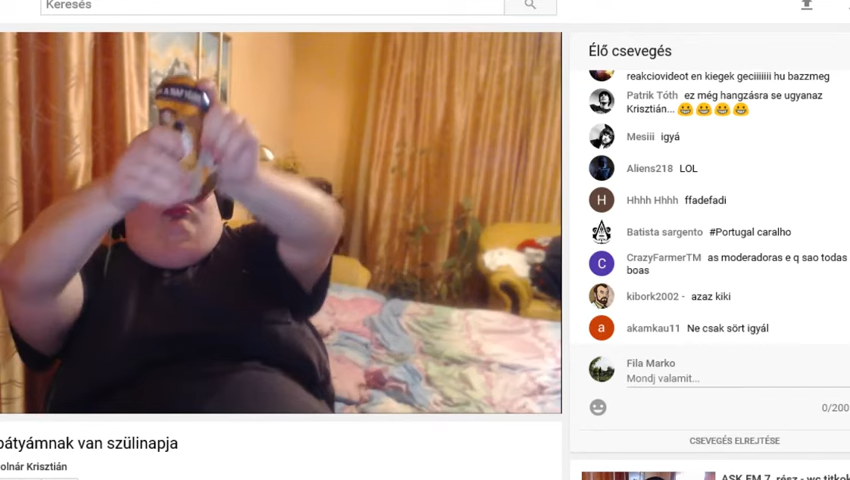 Keresés
Élő csevegés
reakciovideot en kiegek geciiiiiii hu bazzmeg
Patrik Tóth ez még hangzásra se ugyanaz
Krisztián...
Mesiii igyá
Aliens218 LOL
H Hhhh Hhhh ffadefadi
Batista sargento #Portugal caralho
C CrazyFarmerTM as moderadoras e q sao todas
boas
kibork2002 - azaz kiki
a akamkau11 Ne csak sört igyál
Fila Marko
Mondj valamit...
0/200
CSEVEGÉS ELREJTÉSE
bátyámnak van szülinapja
olnár Krisztián
ASK.FM 7. rész - wc titkok